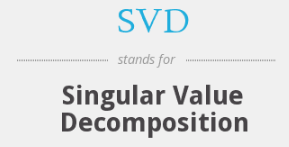 SVD
stands for
Singular Value
Decomposition